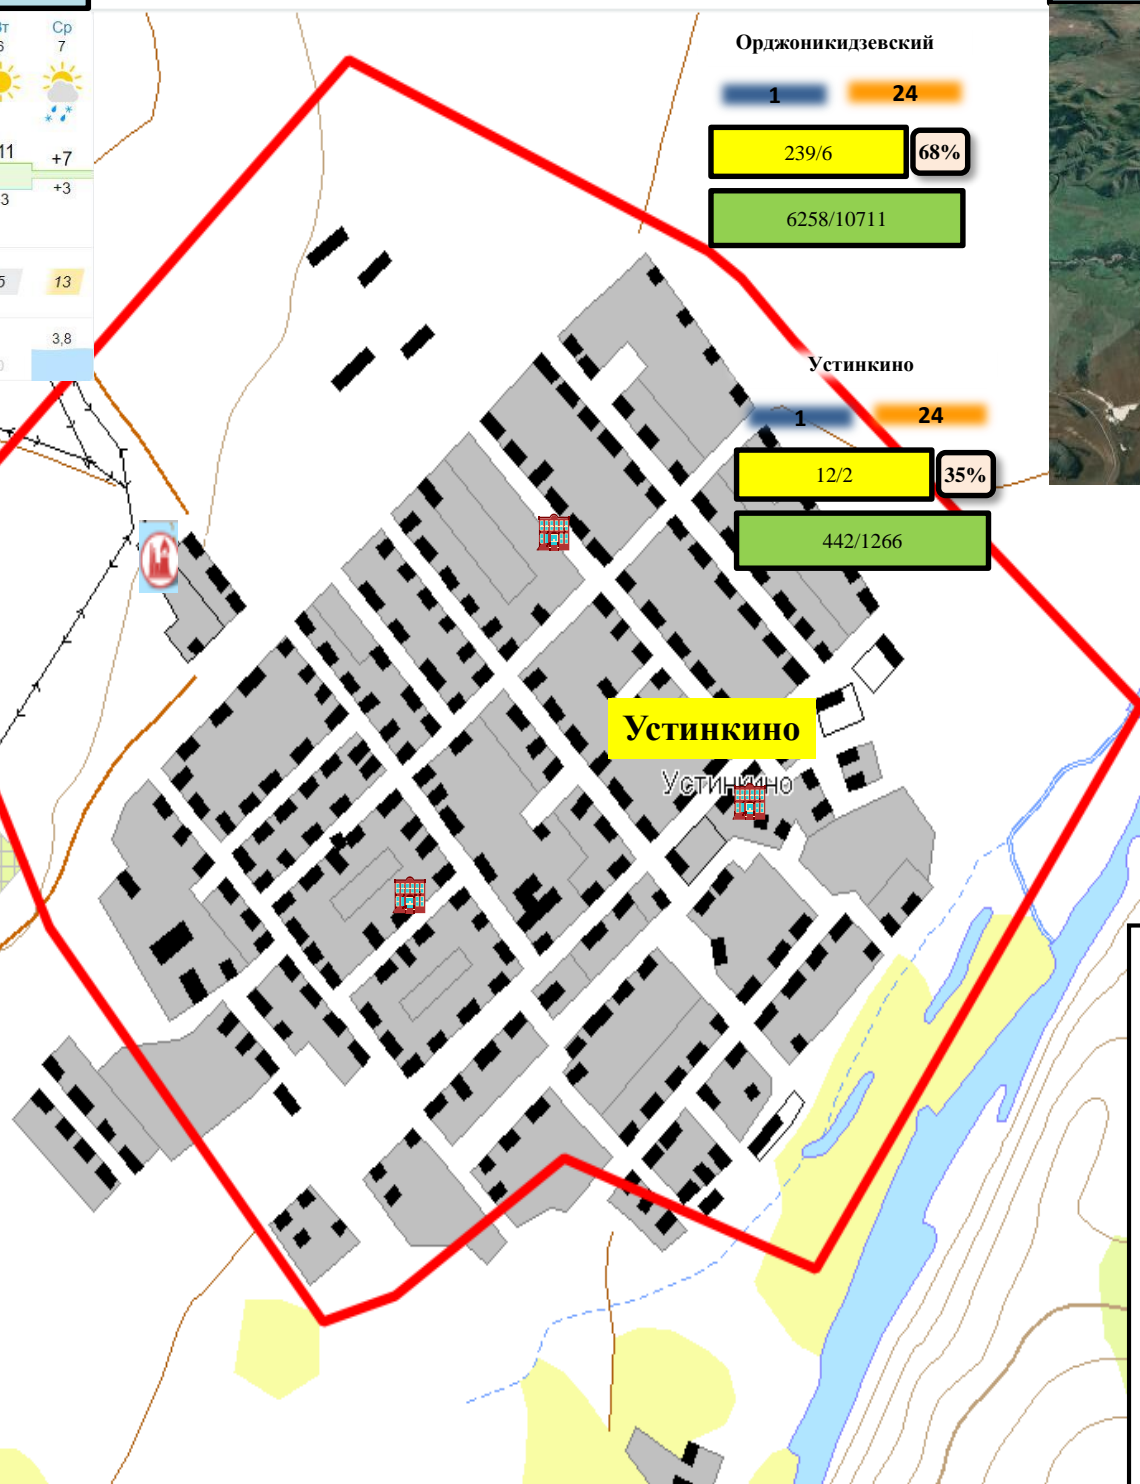 Ср
7
Орджоникидзевский
1 24
239/6 68%
6258/10711
+7
+3
13
3,8
Устинкино
1 24
12/2 35%
442/1266
Устинкино
Устинкино